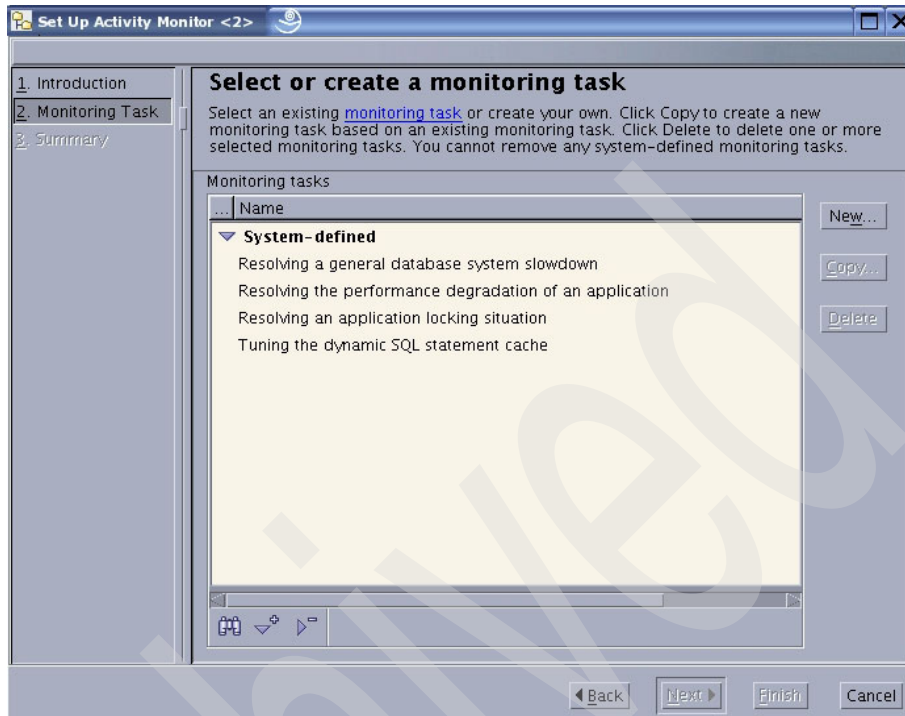 Set Up Activity Monitor <2>
1. Introduction
2. Monitoring Task
3. Summary
Select or create a monitoring task
Select an existing monitoring task or create your own. Click Copy to create a new
monitoring task based on an existing monitoring task. Click Delete to delete one or more
selected monitoring tasks. You cannot remove any system-defined monitoring tasks.
Monitoring tasks
... Name
System-defined
Resolving a general database system slowdown
Resolving the performance degradation of an application
Resolving an application locking situation
Tuning the dynamic SQL statement cache
New...
Copy...
Delete
Back
Next
Finish
Cancel
hived